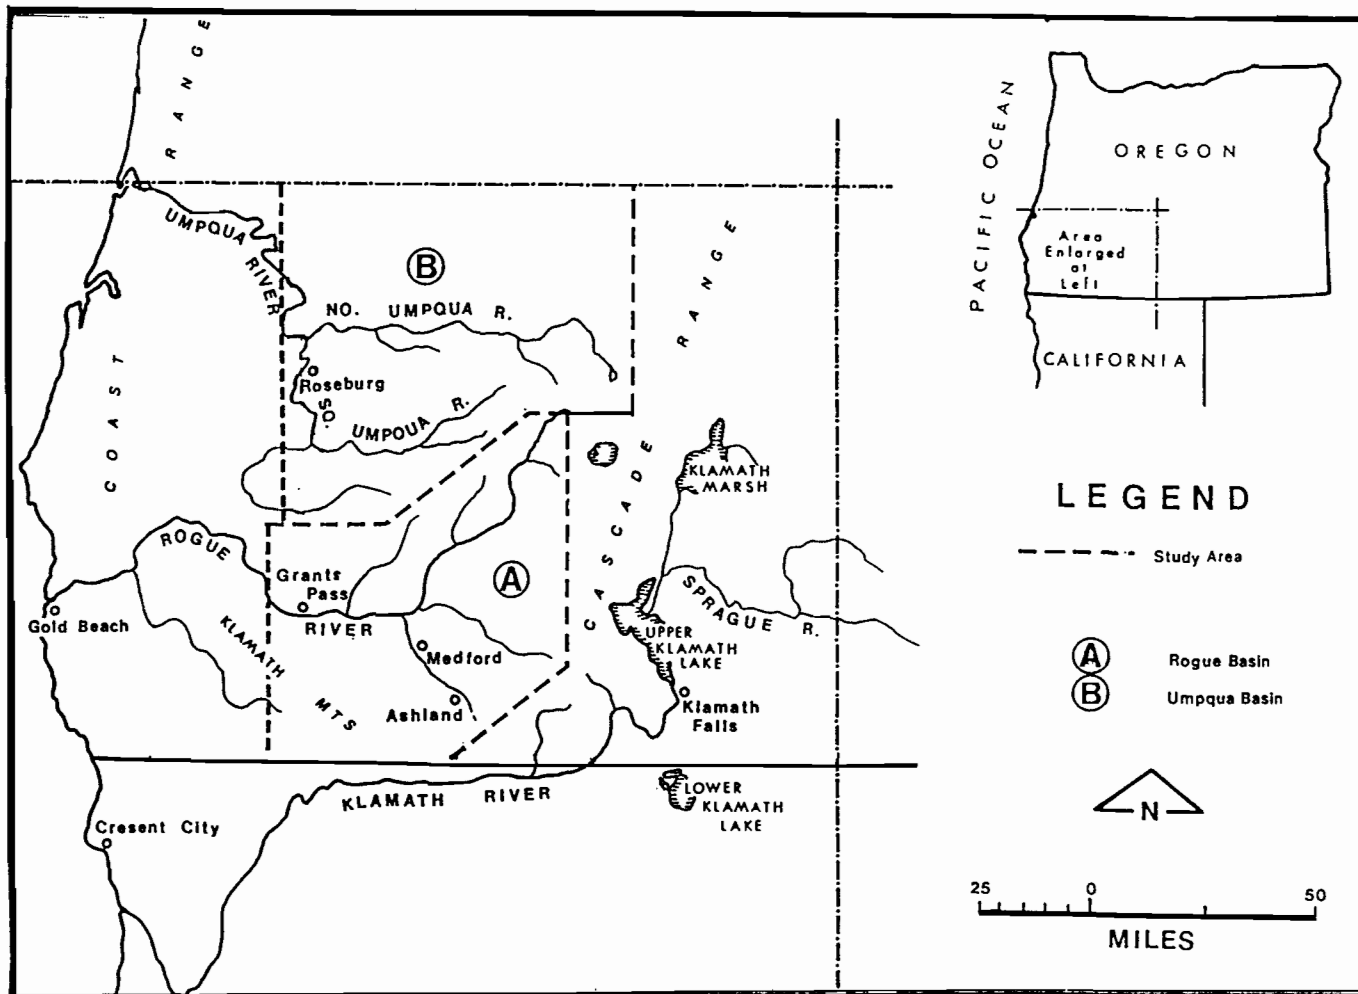 RANGE
UMPQUA
RIVER
B
NO. UMPQUA R.
Roseburg
SO.
UMPQUA R.
COAST
RANGE
CASCADE
KLAMATH
MARSH
ROGUE
Grants
Pass
RIVER
A
SPRAGUE R.
Gold Beach
KLAMATH
MTS
Medford
Ashland
UPPER
KLAMATH
LAKE
Klamath
Falls
KLAMATH RIVER
LOWER
KLAMATH
LAKE
Cresent City
PACIFIC OCEAN
OREGON
Area
Enlarged
at
Left
CALIFORNIA
LEGEND
Study Area
A Rogue Basin
B Umpqua Basin
N
25 0 50
MILES